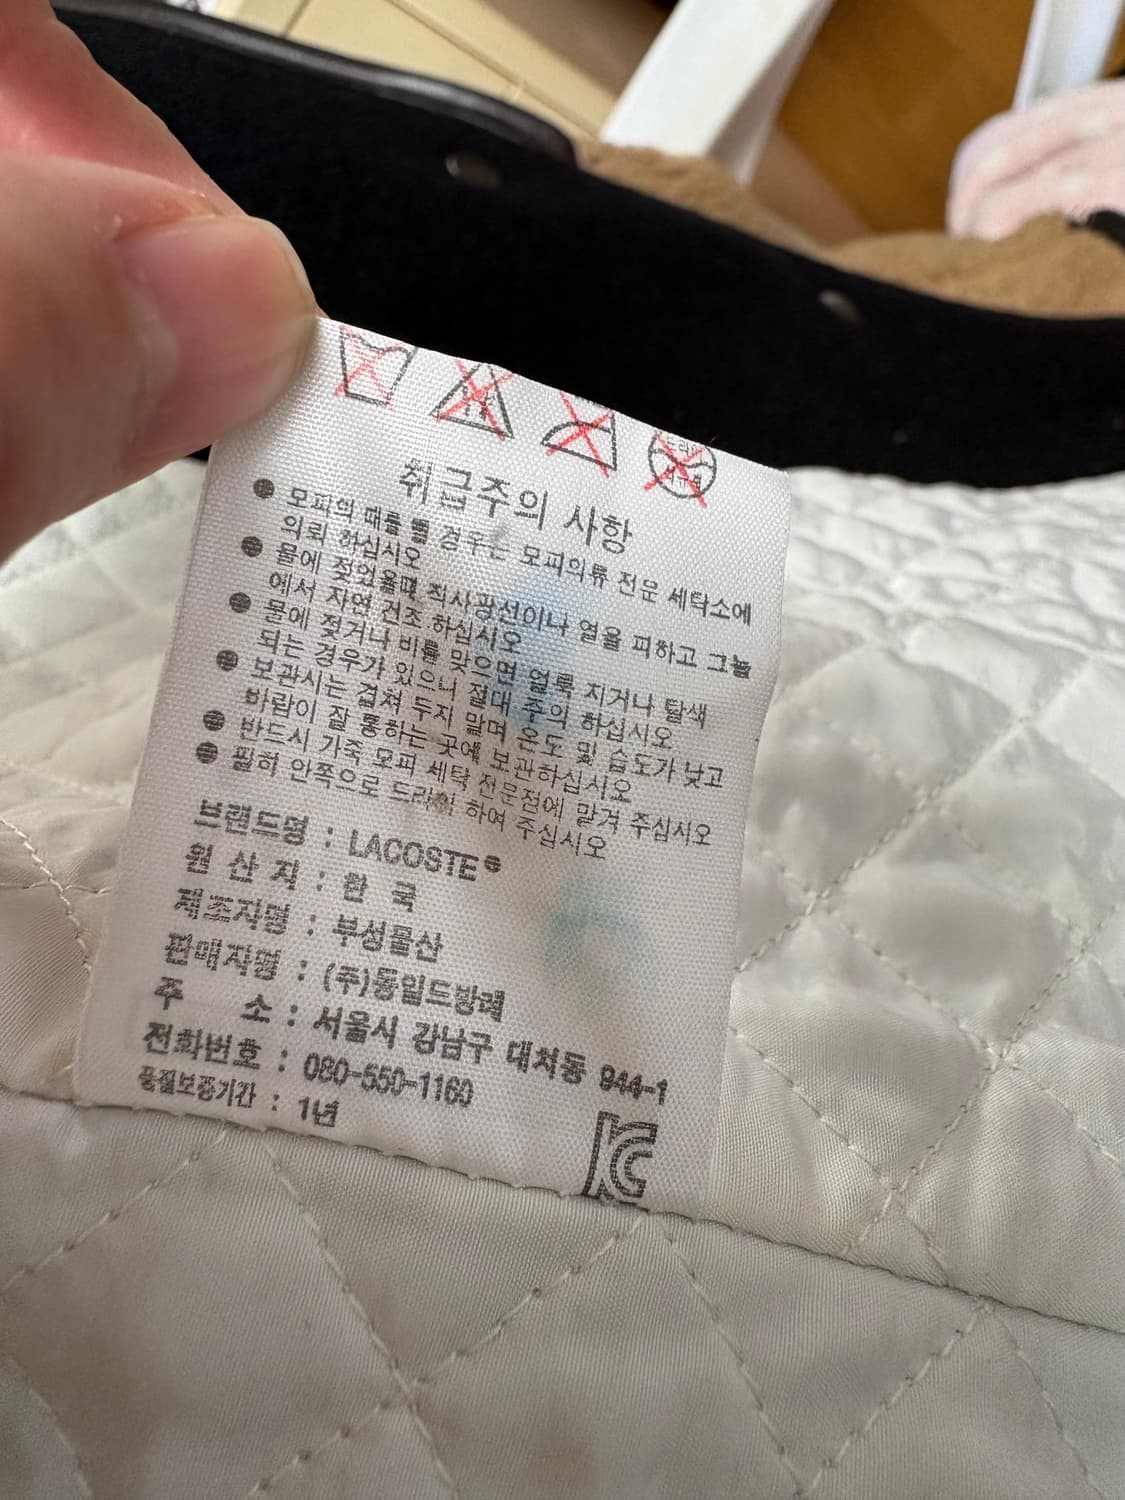 취급주의 사항
● 모피의 때를 뺄 경우는 모피의류 전문 세탁소에
의뢰 하십시오
● 물에 젖었을때 직사광선이나 열을 피하고 그늘
에서 자연 건조 하십시오
● 물에 젖거나 비를 맞으면 얼룩 지거나 탈색
되는 경우가 있으니 절대 주의 하십시오
● 보관시는 겹쳐 두지 말며 온도 및 습도가 낮고
바람이 잘 통하는 곳에 보관하십시오
● 반드시 가죽 모피 세탁 전문점에 맡겨 주십시오
● 필히 안쪽으로 드라이 하여 주십시오
브랜드명 : LACOSTE®
원 산 지 : 한 국
제조자명 : 부성물산
판매자명 : (주)동일드방레
주 소 : 서울시 강남구 대치동 944-1
전화번호 : 080-550-1160
품질보증기간 : 1년
KC